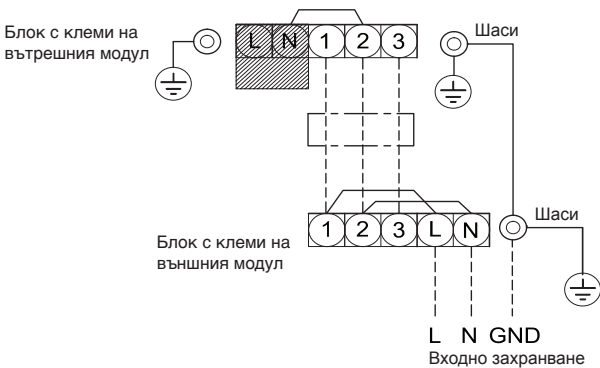 Блок с клеми на
вътрешния модул
L N 1 2 3
Шаси
1 2 3 L N
Шаси
Блок с клеми на
външния модул
L N GND
Входно захранване